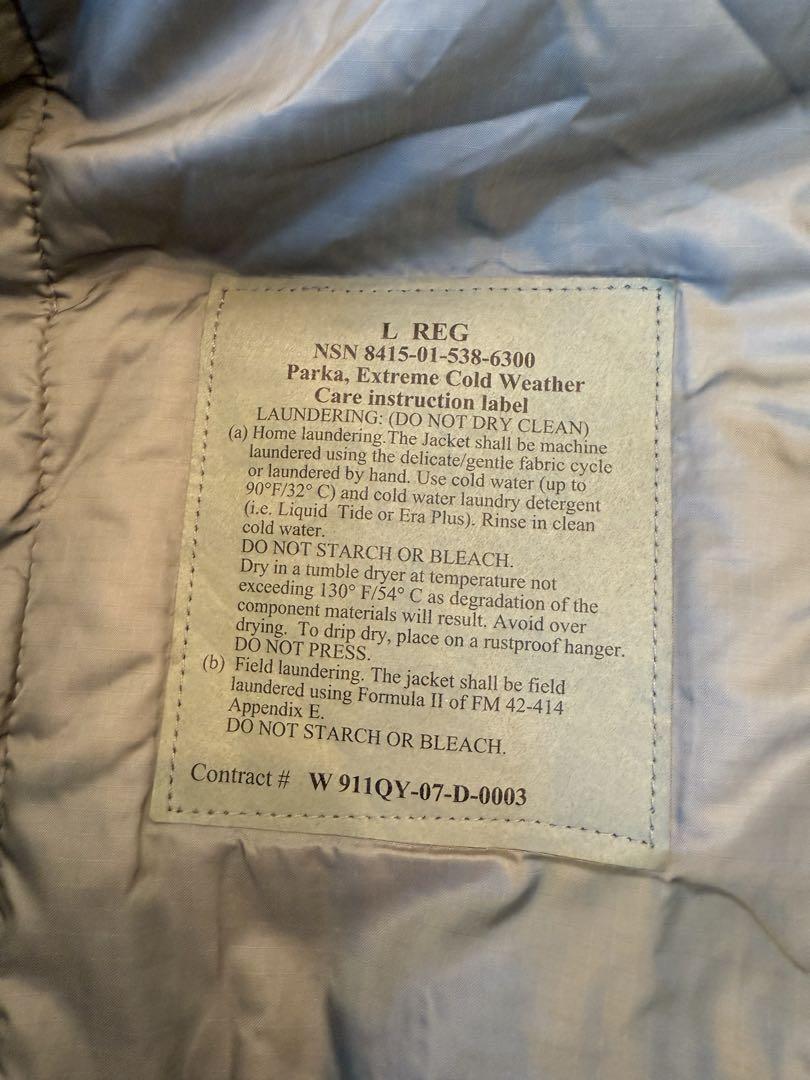 L REG
NSN 8415-01-538-6300
Parka, Extreme Cold Weather
Care instruction label
LAUNDERING: (DO NOT DRY CLEAN)
(a) Home laundering.The Jacket shall be machine
laundered using the delicate/gentle fabric cycle
or laundered by hand. Use cold water (up to
90°F/32° C) and cold water laundry detergent
(i.e. Liquid Tide or Era Plus). Rinse in clean
cold water.
DO NOT STARCH OR BLEACH.
Dry in a tumble dryer at temperature not
exceeding 130° F/54° C as degradation of the
component materials will result. Avoid over
drying. To drip dry, place on a rustproof hanger.
DO NOT PRESS.
(b) Field laundering. The jacket shall be field
laundered using Formula II of FM 42-414
Appendix E.
DO NOT STARCH OR BLEACH.
Contract # W 911QY-07-D-0003